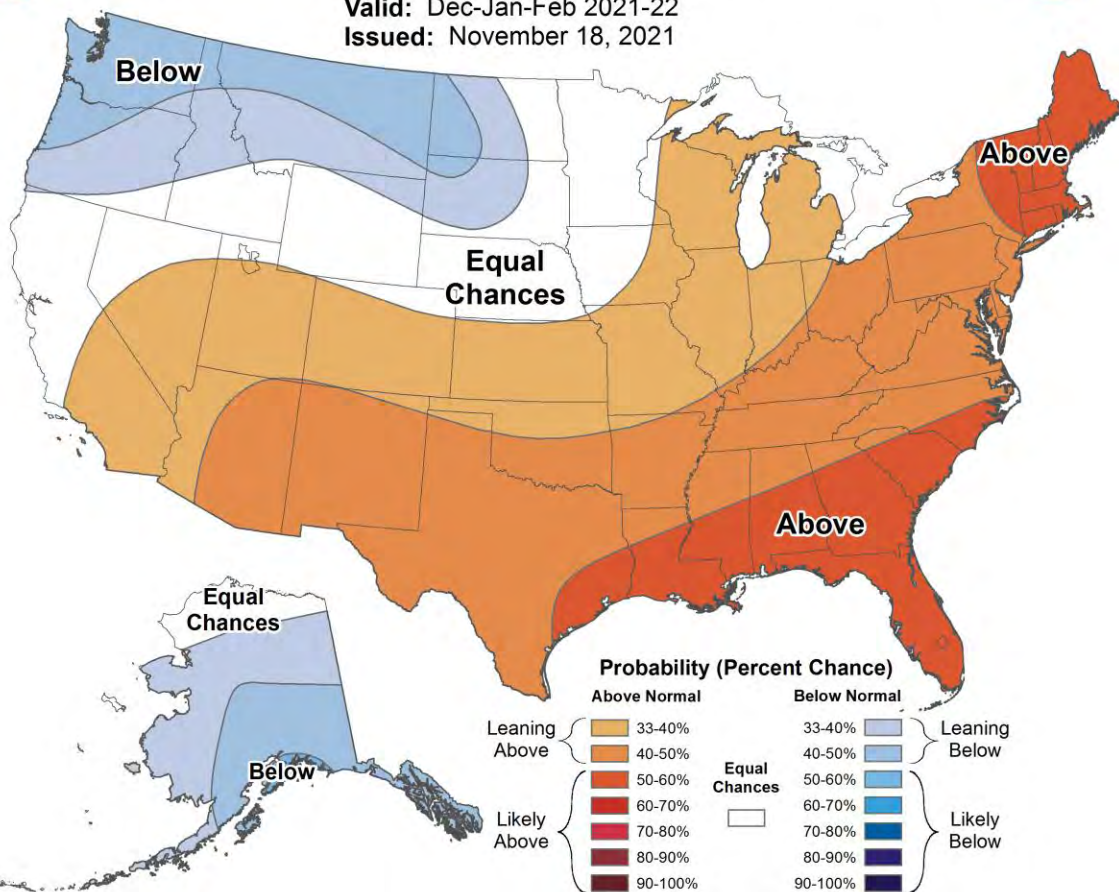 Valid: Dec-Jan-Feb 2021-22
Issued: November 18, 2021
Below
Above
Equal
Chances
Above
Equal
Chances
Below
Probability (Percent Chance)
Above Normal
Below Normal
Leaning
Above
33-40%
40-50%
Likely
Above
50-60%
60-70%
70-80%
80-90%
90-100%
Equal
Chances
33-40%
40-50%
Leaning
Below
50-60%
60-70%
70-80%
80-90%
90-100%
Likely
Below